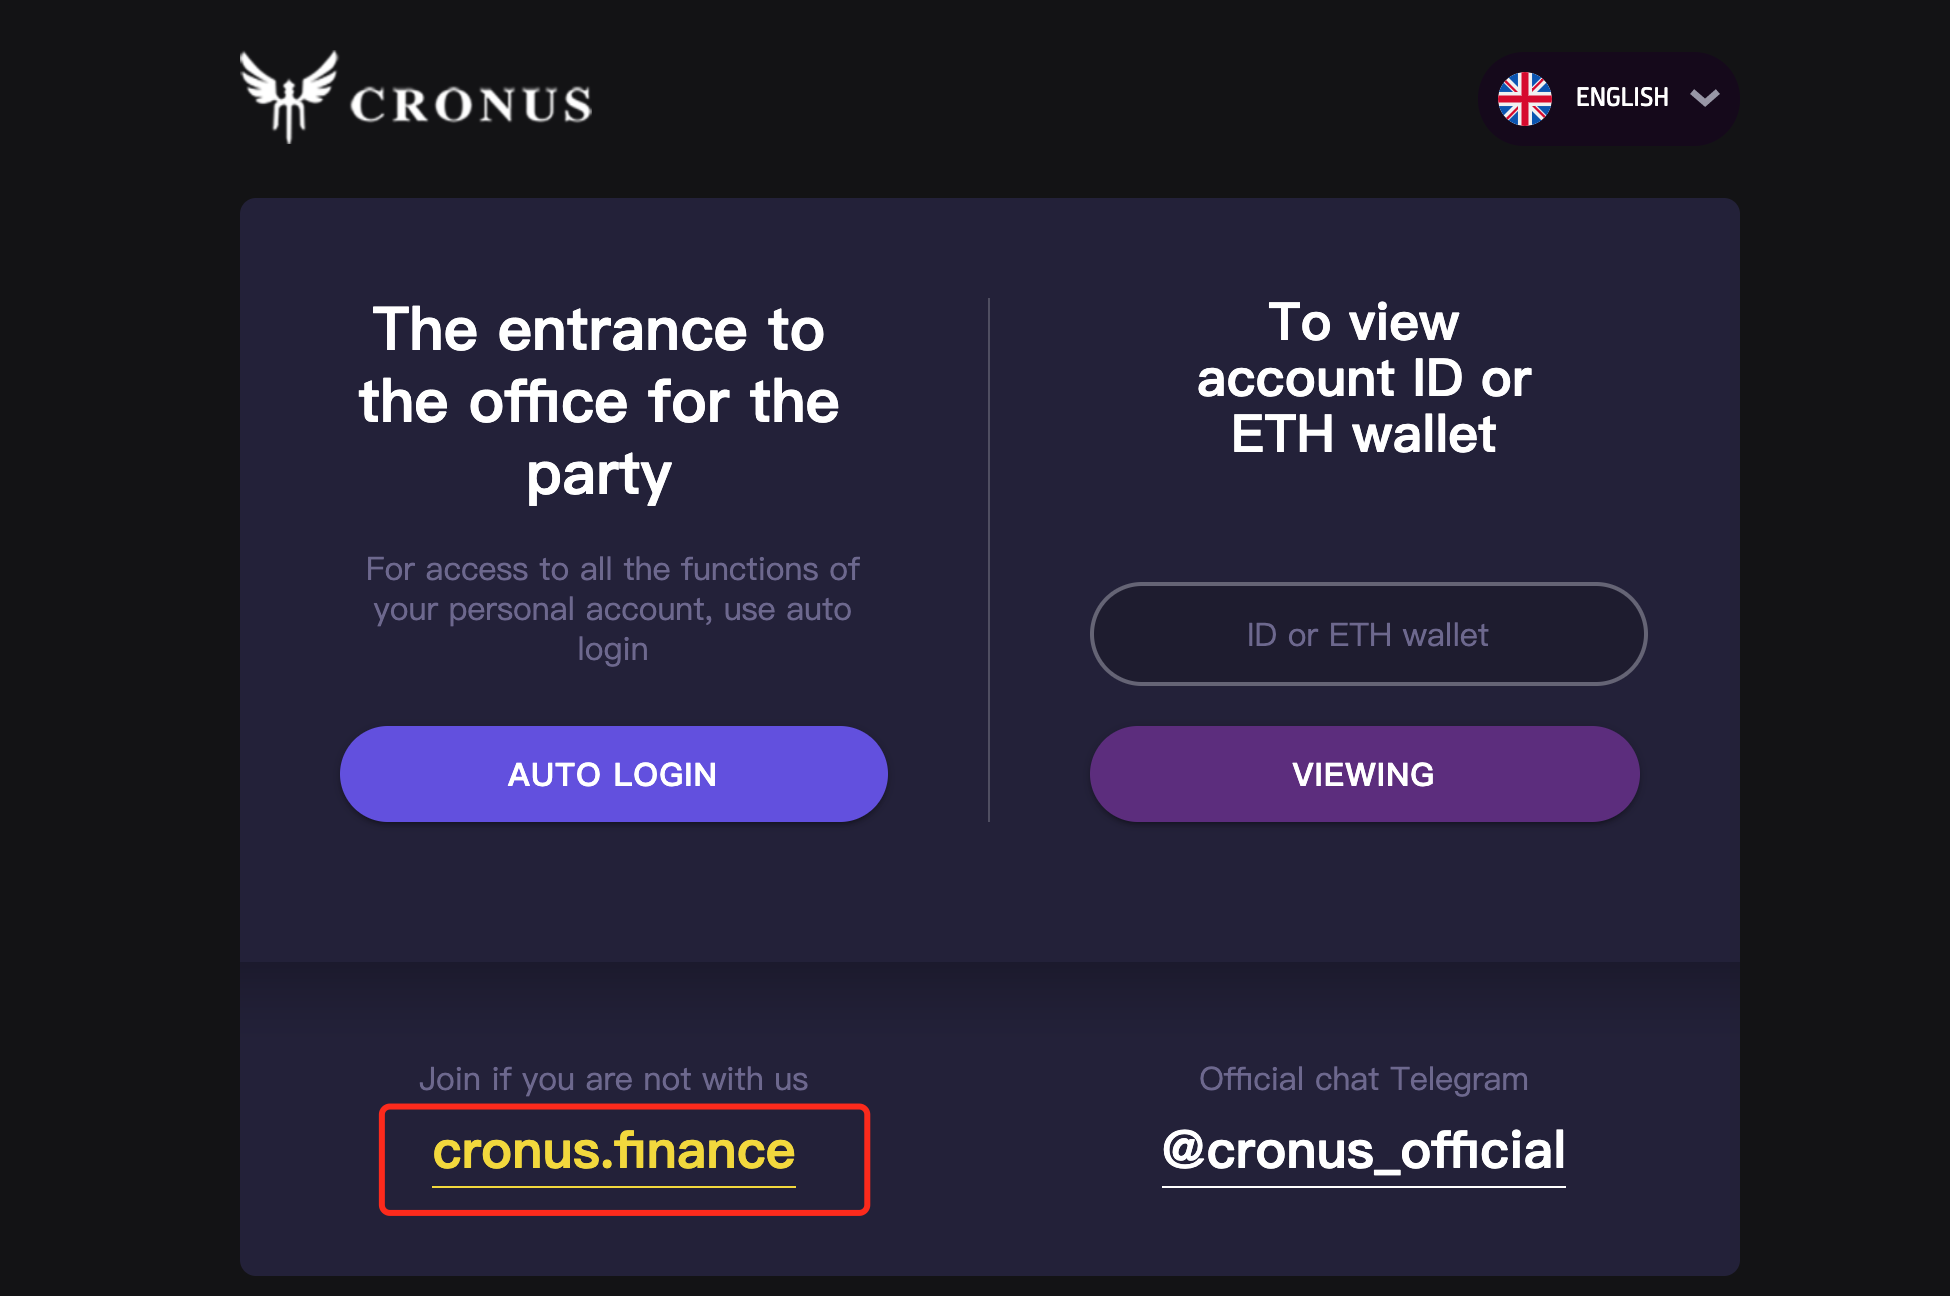 CRONUS
ENGLISH
The entrance to
the office for the
party
For access to all the functions of
your personal account, use auto
login
AUTO LOGIN
To view
account ID or
ETH wallet
ID or ETH wallet
VIEWING
Join if you are not with us
cronus.finance
Official chat Telegram
@cronus_official